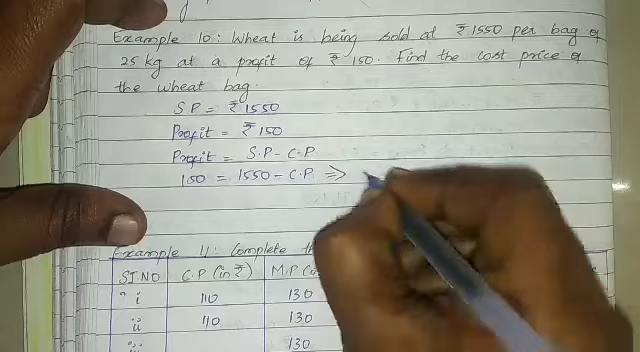 Example 10: Wheat is being sold at ₹1550 per bag of
25 kg at a profit of ₹ 150. Find the cost price of
the wheat bag.
S.P = ₹1550
Profit = ₹150
Profit = S.P - C.P
150 = 1550 - C.P ⇒
Example 11: Complete
SI.NO C.P (in ₹) M.P
i 110 130
ii 110 130
130